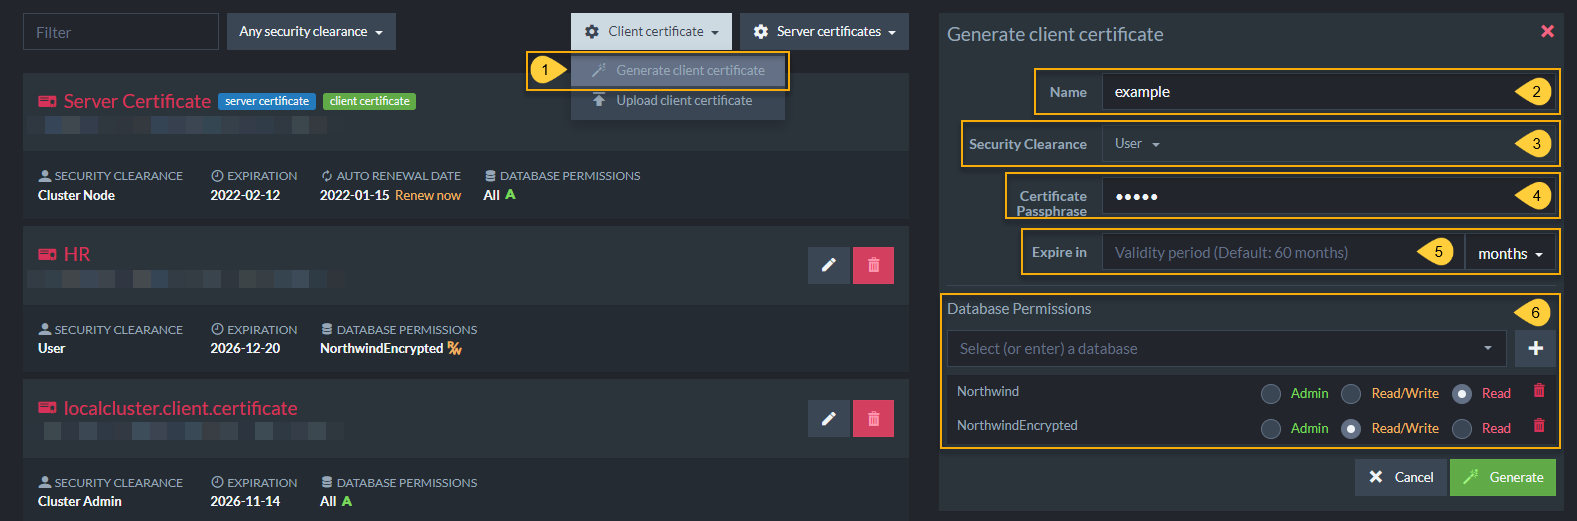 Filter
Any security clearance
Client certificate
Server certificates
1
Generate client certificate
Upload client certificate
Server Certificate server certificate client certificate
SECURITY CLEARANCE EXPIRATION AUTO RENEWAL DATE DATABASE PERMISSIONS
Cluster Node 2022-02-12 2022-01-15 Renew now All A
HR
SECURITY CLEARANCE EXPIRATION DATABASE PERMISSIONS
User 2026-12-20 NorthwindEncrypted R/W
localcluster.client.certificate
SECURITY CLEARANCE EXPIRATION DATABASE PERMISSIONS
Cluster Admin 2026-11-14 All A
Generate client certificate
Name example 2
Security Clearance User 3
Certificate
Passphrase ••••• 4
Expire in Validity period (Default: 60 months) 5 months
Database Permissions 6
Select (or enter) a database
Northwind Admin Read/Write Read
NorthwindEncrypted Admin Read/Write Read
Cancel Generate